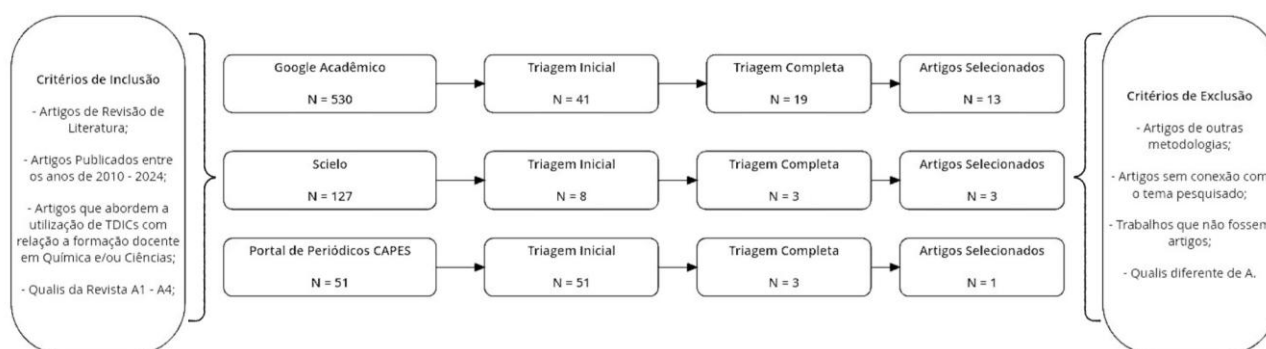 Critérios de Inclusão
- Artigos de Revisão de
Literatura;
- Artigos Publicados entre
os anos de 2010 - 2024;
- Artigos que abordem a
utilização de TDICs com
relação a formação docente
em Química e/ou Ciências;
- Qualis da Revista A1 - A4;
Google Acadêmico
N = 530
Triagem Inicial
N = 41
Triagem Completa
N = 19
Artigos Selecionados
N = 13
Scielo
N = 127
Triagem Inicial
N = 8
Triagem Completa
N = 3
Artigos Selecionados
N = 3
Portal de Periódicos CAPES
N = 51
Triagem Inicial
N = 51
Triagem Completa
N = 3
Artigos Selecionados
N = 1
Critérios de Exclusão
- Artigos de outras
metodologias;
- Artigos sem conexão com
o tema pesquisado;
- Trabalhos que não fossem
artigos;
- Qualis diferente de A.